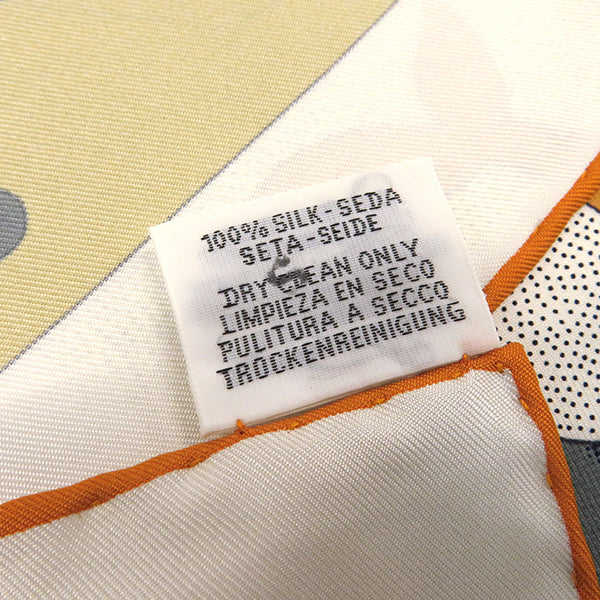 100% SILK-SEDA
SETA-SEIDE
DRY CLEAN ONLY
LIMPIEZA EN SECO
PULITURA A SECCO
TROCKENREINIGUNG